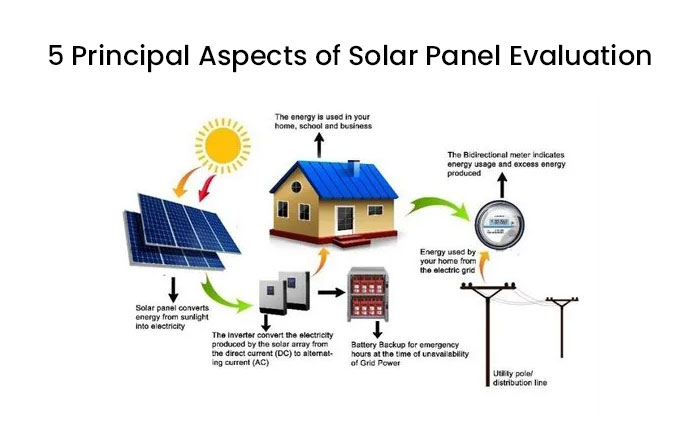 5 Principal Aspects of Solar Panel Evaluation
The energy is used in your
home, school and business
The Bidirectional meter indicates
energy usage and excess energy
produced
Energy used by
your home from
the electric grid
Solar panel converts
energy from sunlight
into electricity
The inverter convert the electricity
produced by the solar array from
the direct current (DC) to alternat-
ing current (AC)
Battery Backup for emergency
hours at the time of unavailability
of Grid Power
Utility pole/
distribution line